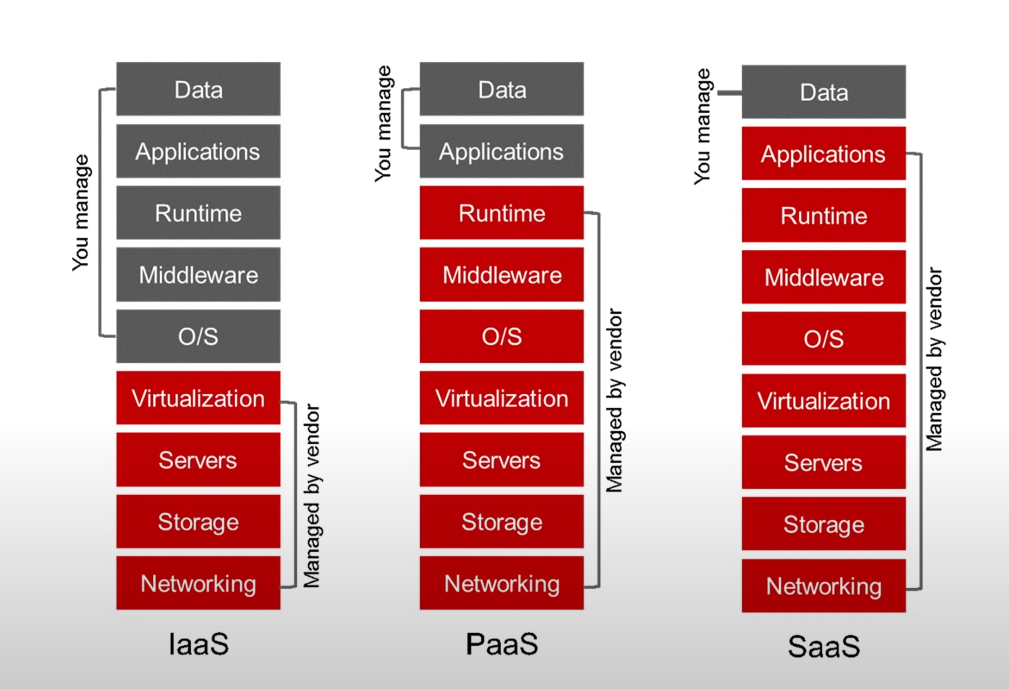 You manage
Data
Applications
Runtime
Middleware
O/S
Virtualization
Servers
Storage
Networking
Managed by vendor
IaaS
You manage
Data
Applications
Runtime
Middleware
O/S
Virtualization
Servers
Storage
Networking
Managed by vendor
PaaS
You manage
Data
Applications
Runtime
Middleware
O/S
Virtualization
Servers
Storage
Networking
Managed by vendor
SaaS